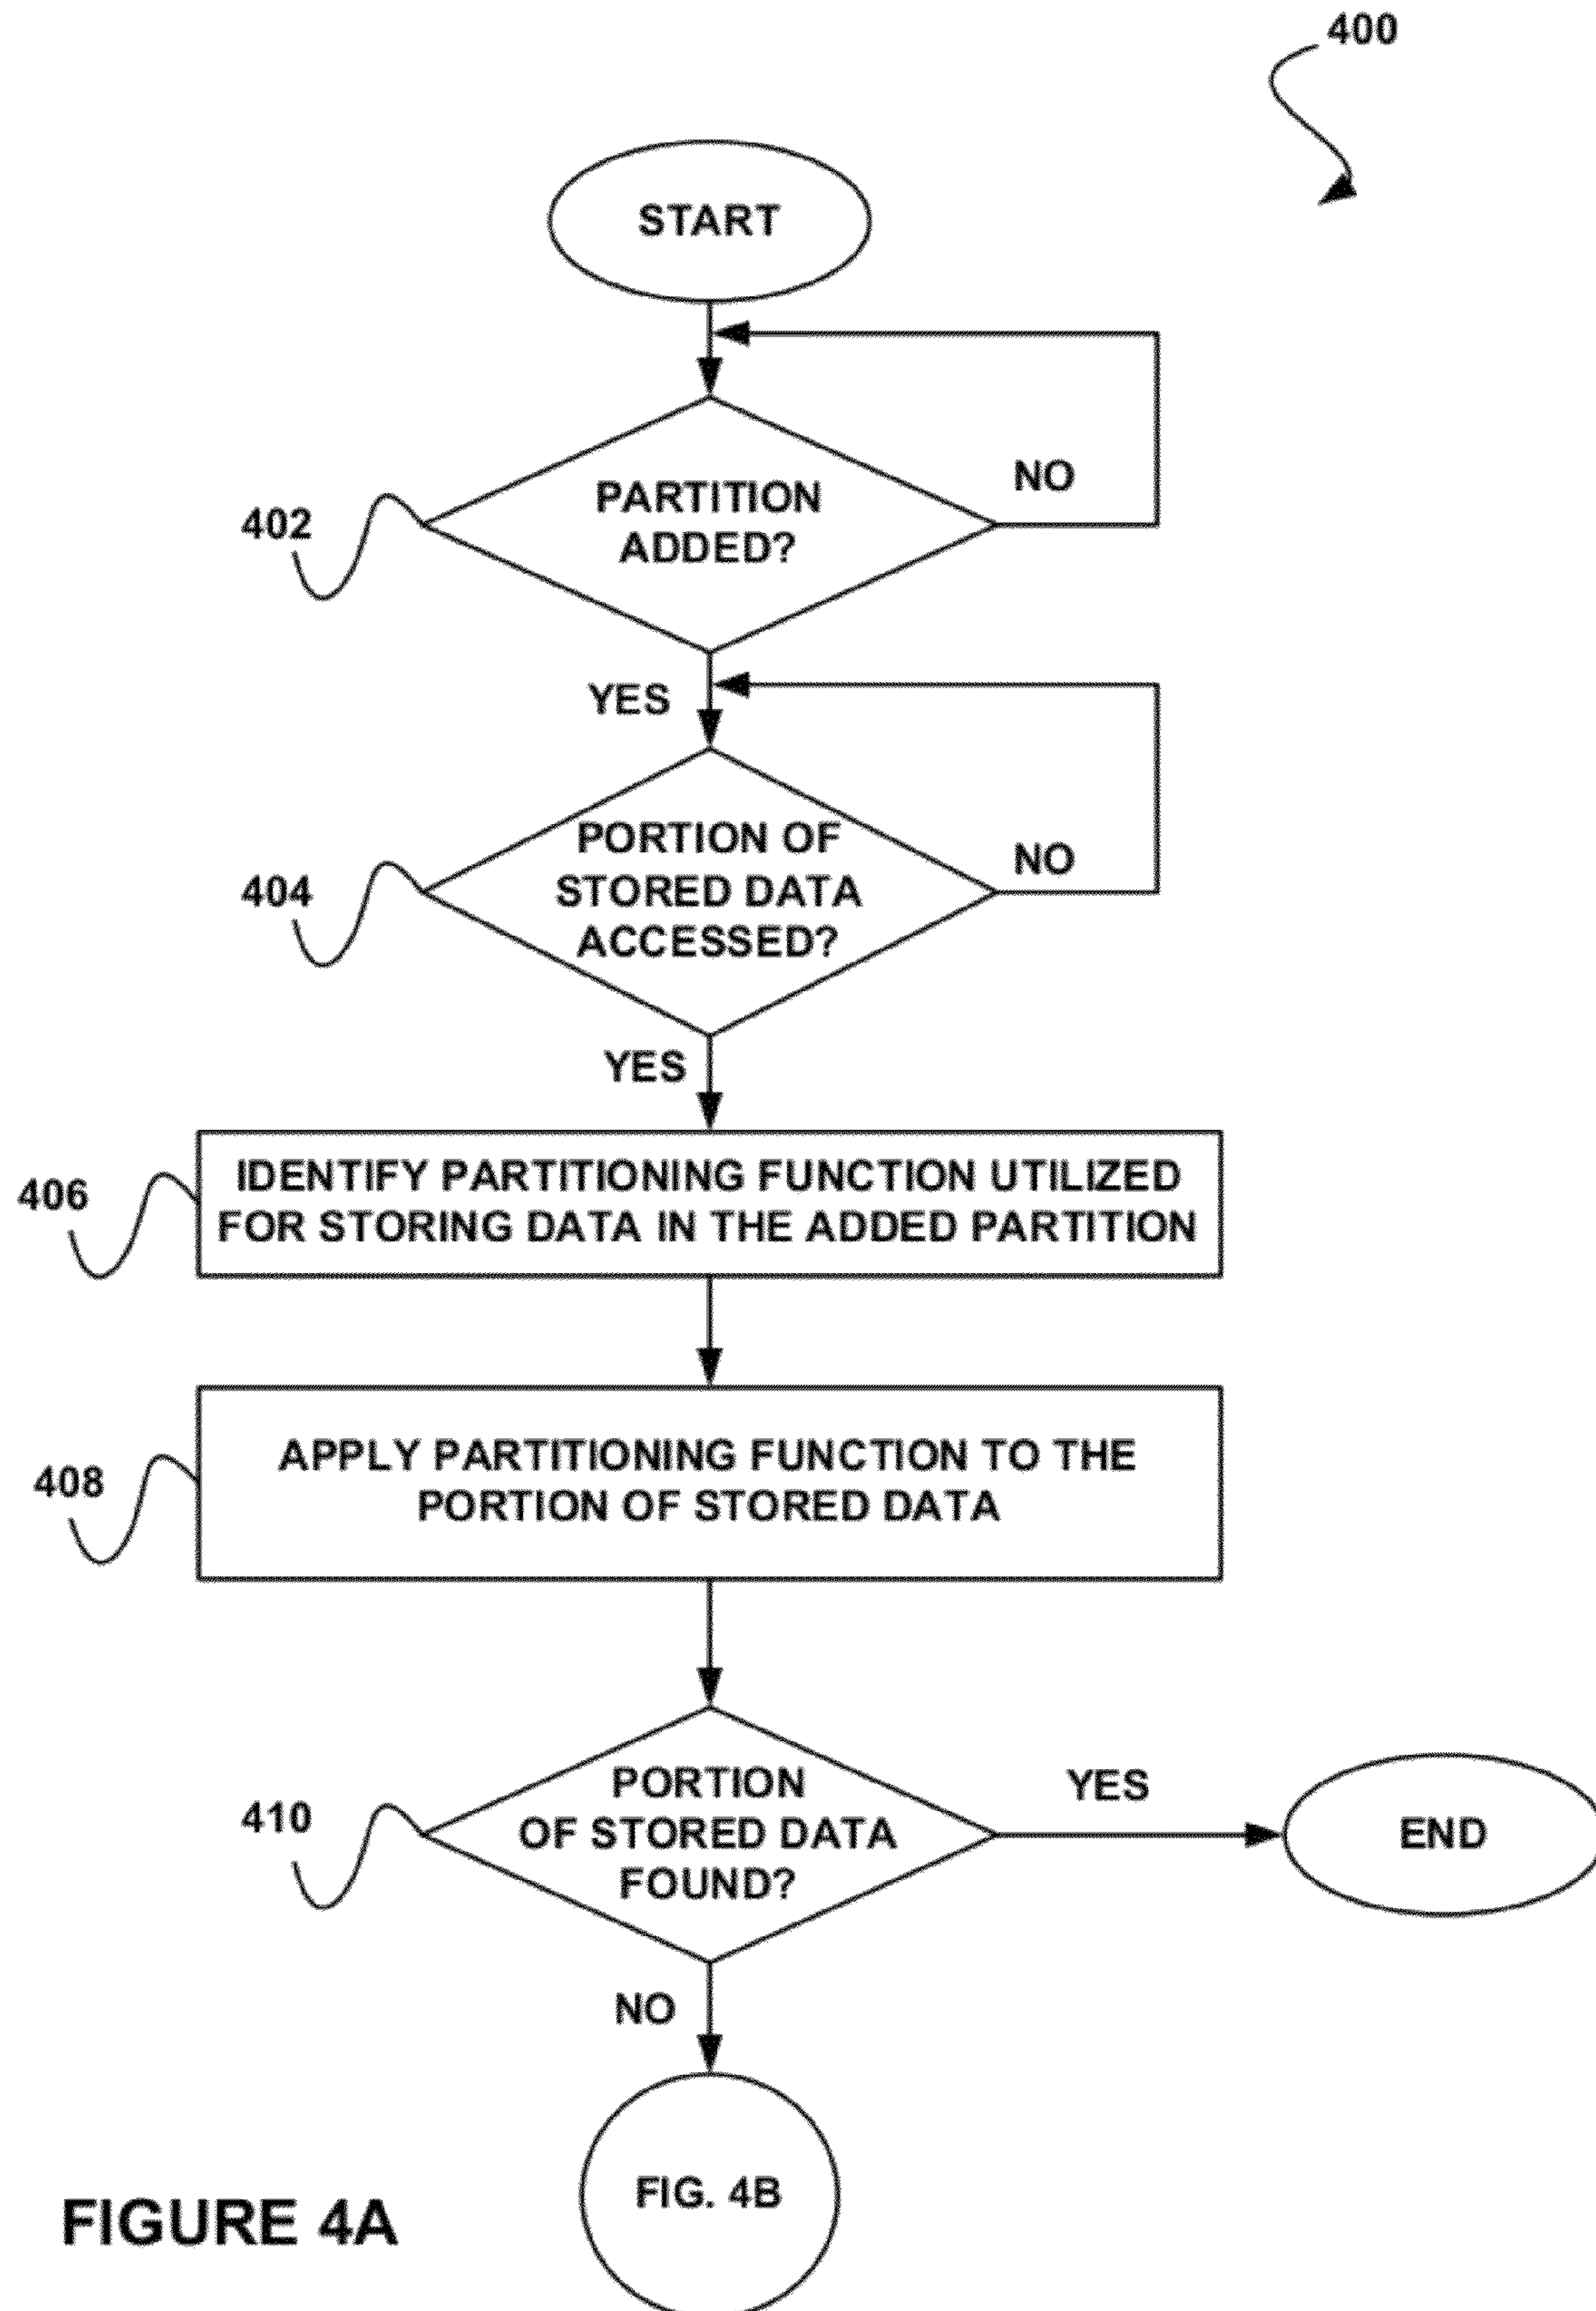 400
START
PARTITION
ADDED?
NO
402
YES
PORTION OF
STORED DATA
ACCESSED?
NO
404
YES
IDENTIFY PARTITIONING FUNCTION UTILIZED
FOR STORING DATA IN THE ADDED PARTITION
406
APPLY PARTITIONING FUNCTION TO THE
PORTION OF STORED DATA
408
PORTION
OF STORED DATA
FOUND?
YES
END
410
NO
FIG. 4B
FIGURE 4A